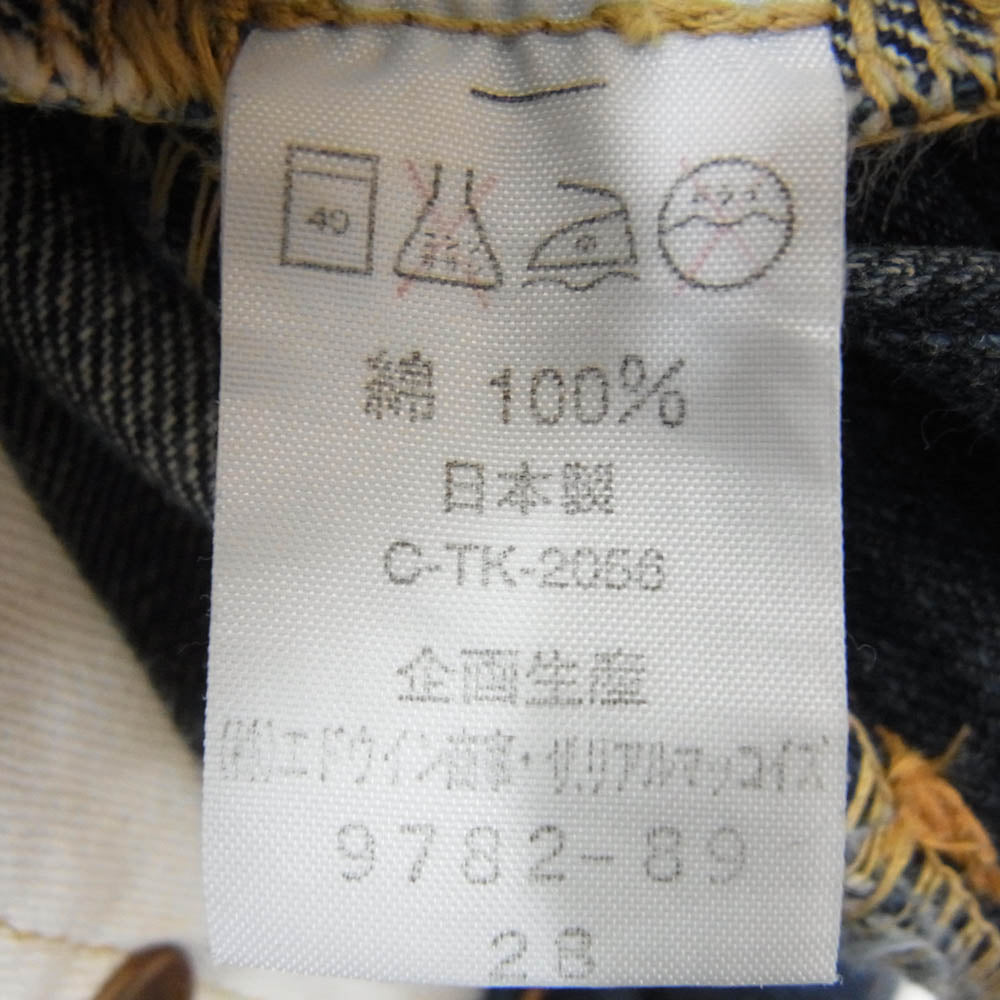 40
綿 100%
日本製
C-TK-2056
企画生産
(株)エドウイン商事・ザ.リアルマッコイズ
9782-89
28